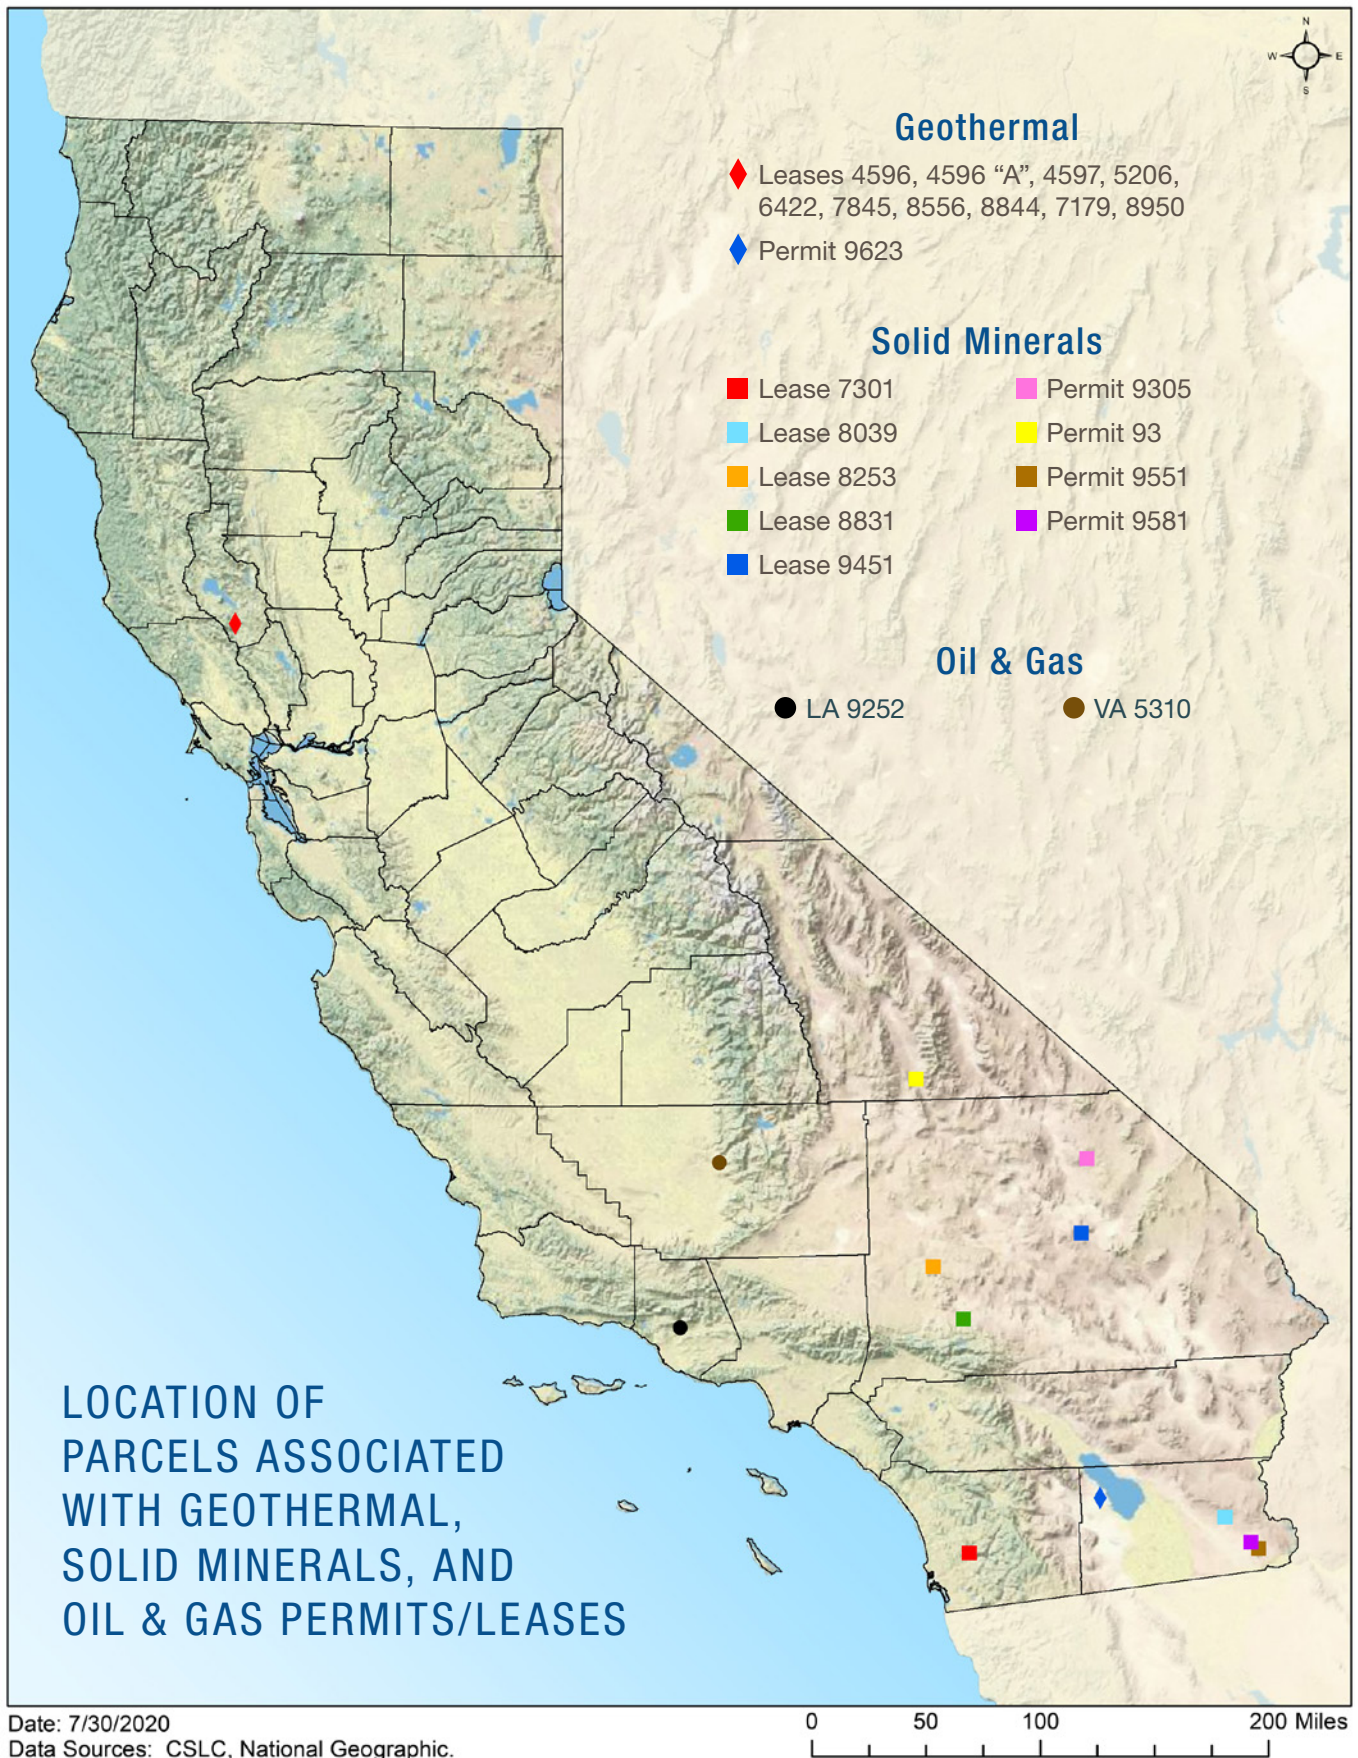 N
W
E
S
Geothermal
Leases 4596, 4596 “A”, 4597, 5206,
6422, 7845, 8556, 8844, 7179, 8950
Permit 9623
Solid Minerals
Lease 7301
Lease 8039
Lease 8253
Lease 8831
Lease 9451
Permit 9305
Permit 93
Permit 9551
Permit 9581
Oil & Gas
LA 9252
VA 5310
LOCATION OF
PARCELS ASSOCIATED
WITH GEOTHERMAL,
SOLID MINERALS, AND
OIL & GAS PERMITS/LEASES
Date: 7/30/2020
Data Sources: CSLC, National Geographic.
0 50 100 200 Miles